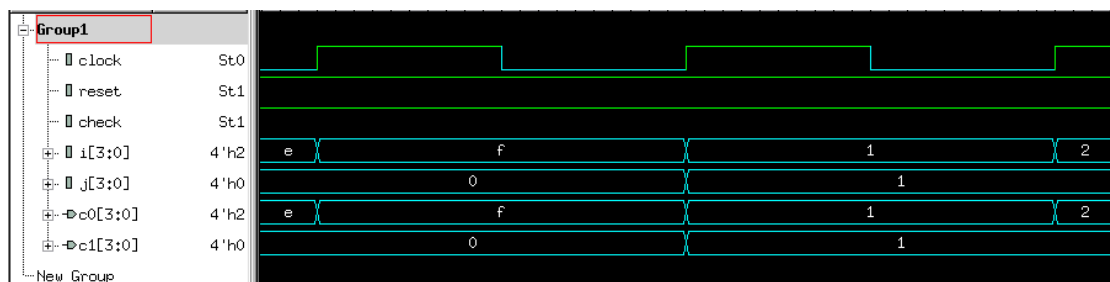 Group1
clock St0
reset St1
check St1
i[3:0] 4'h2 e f 1 2
j[3:0] 4'h0 0 1
c0[3:0] 4'h2 e f 1 2
c1[3:0] 4'h0 0 1
New Group